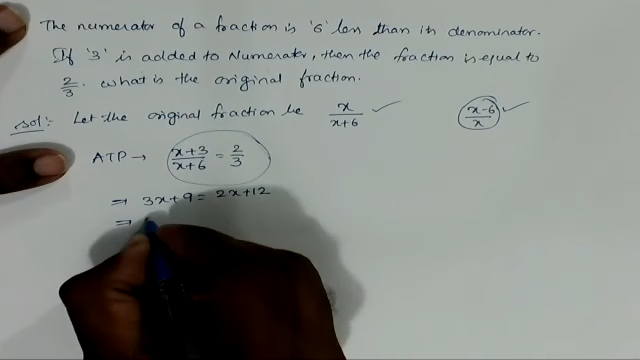 The numerator of a fraction is '6' less than its denominator.
If '3' is added to Numerator, then the fraction is equal to
2/3. what is the original fraction.
Sol:- Let the original fraction be x/(x+6) ✓ (x-6)/x ✓
ATP → (x+3)/(x+6) = 2/3
⇒ 3x+9 = 2x+12
⇒